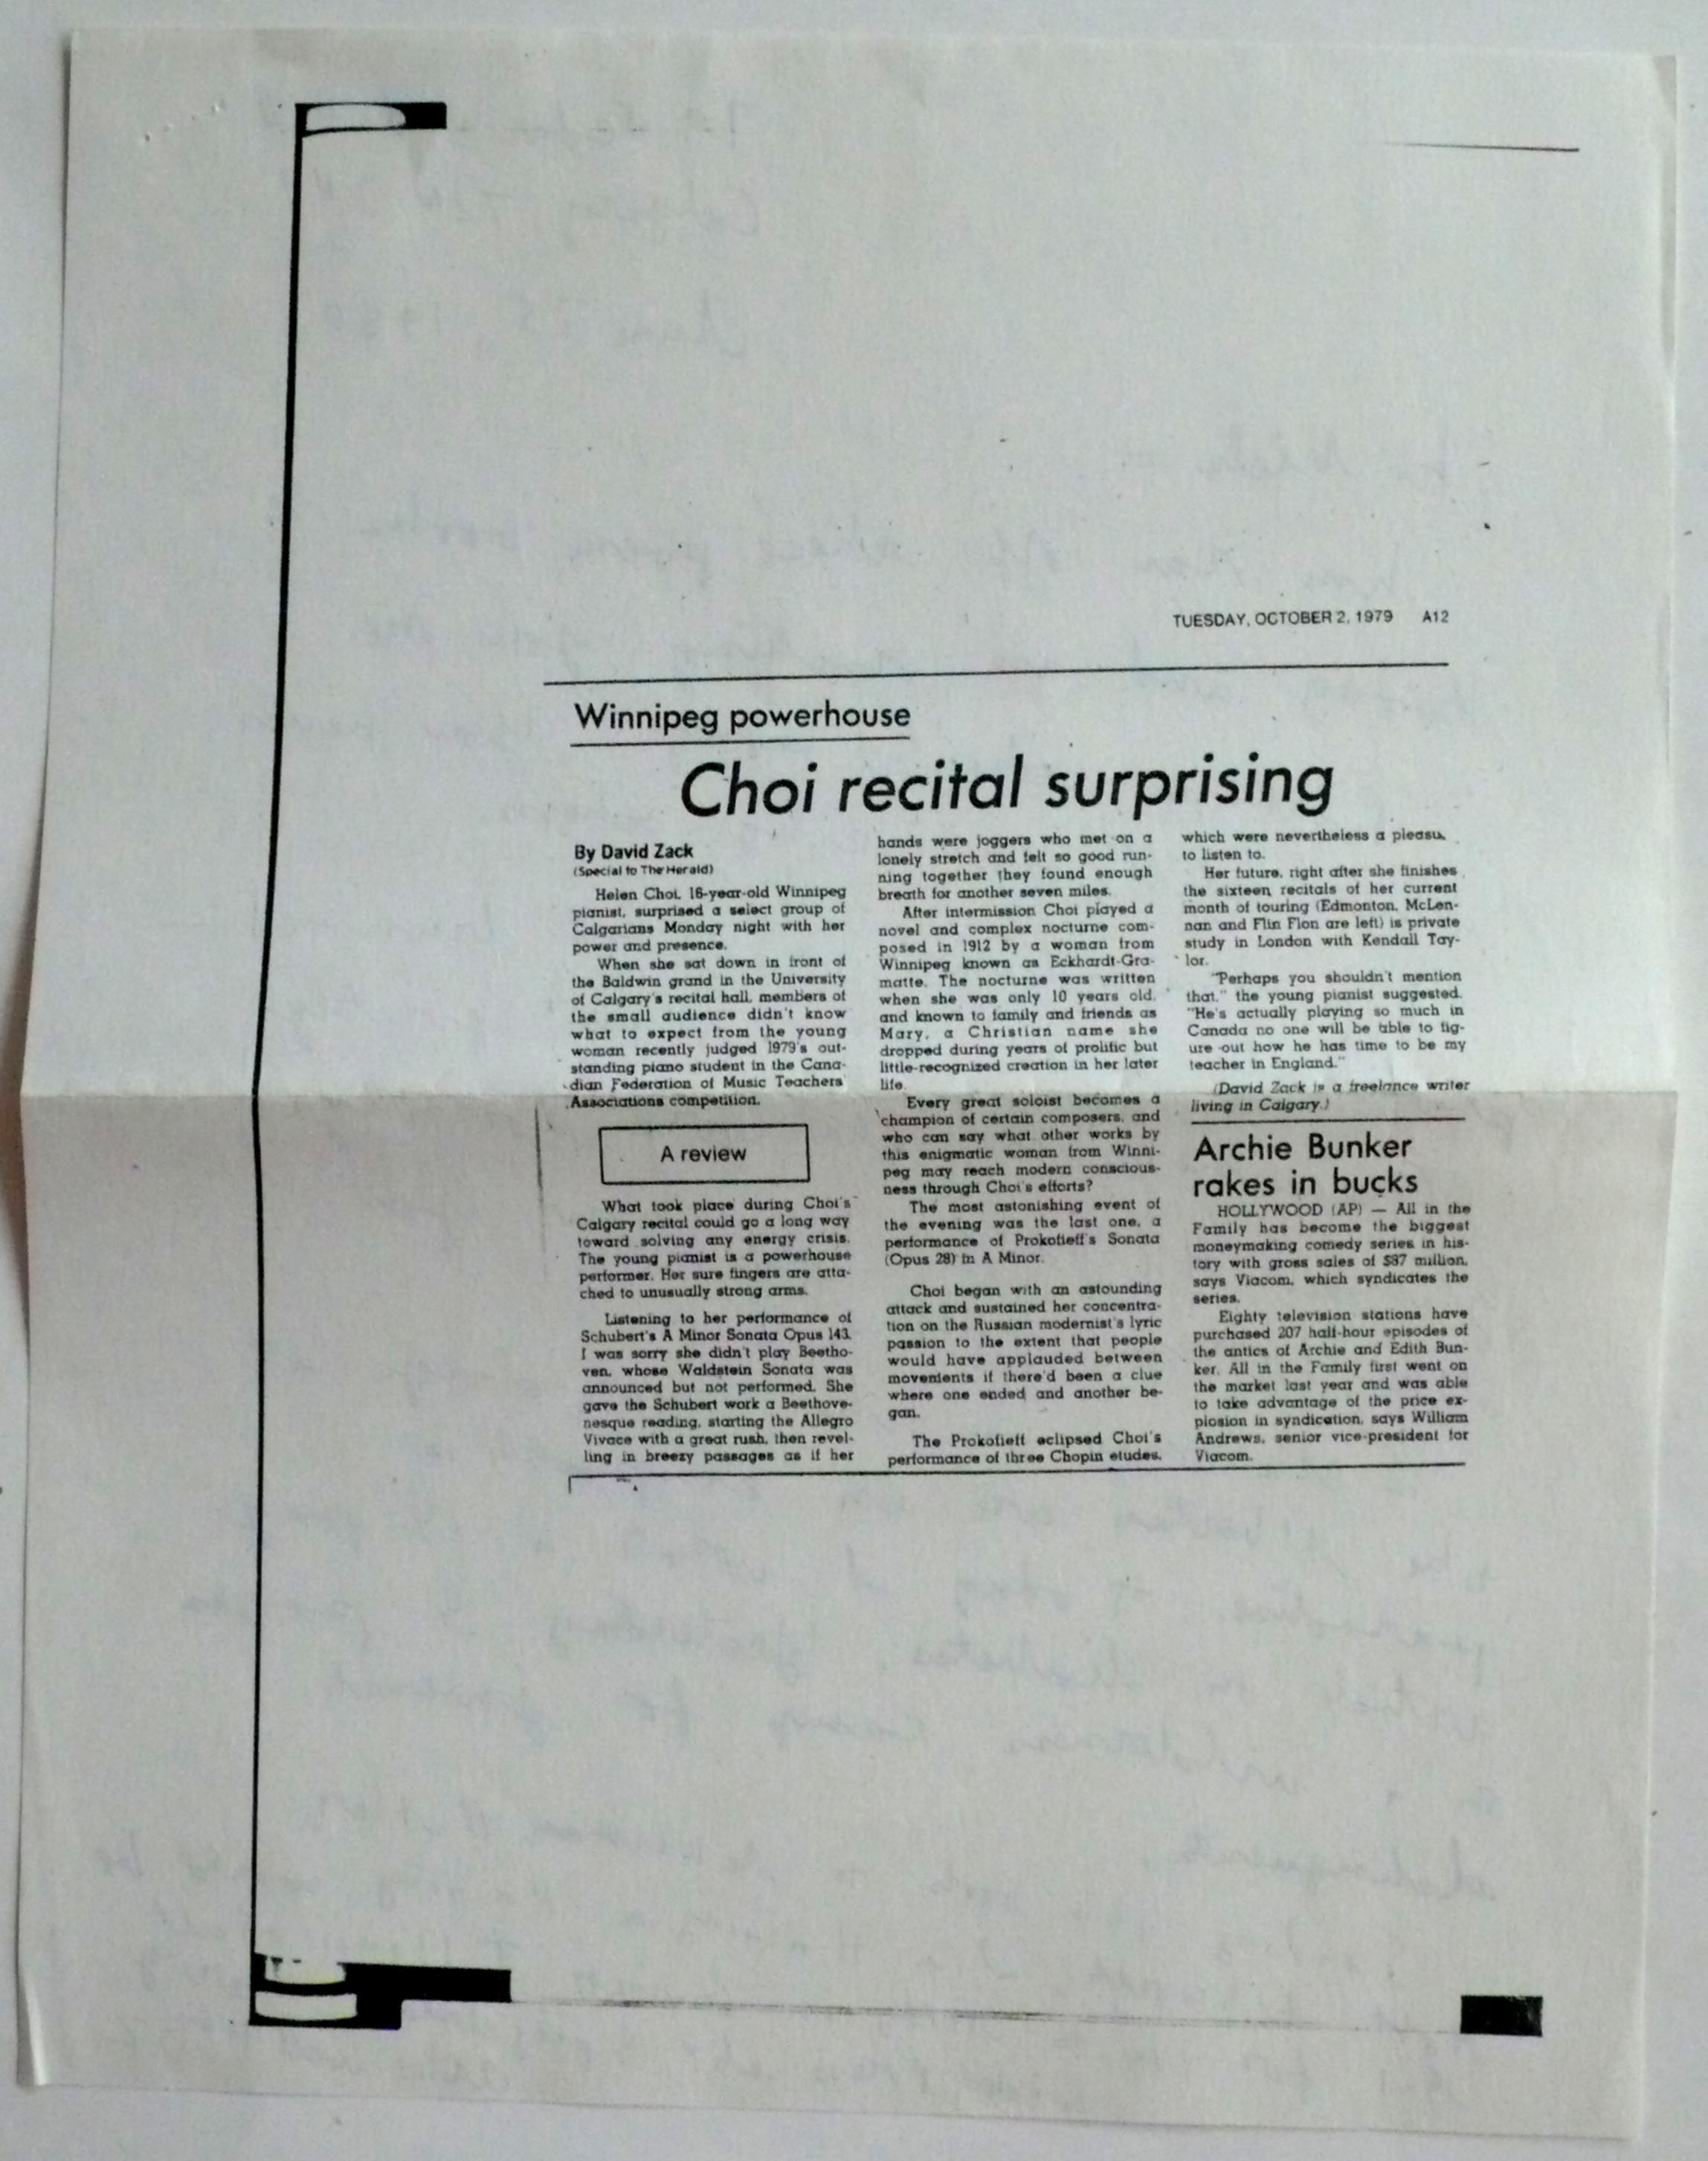 TUESDAY, OCTOBER 2, 1979 A12
Winnipeg powerhouse
Choi recital surprising
By David Zack
(Special to The Herald)
Helen Choi, 16-year-old Winnipeg
pianist, surprised a select group of
Calgarians Monday night with her
power and presence.
When she sat down in front of
the Baldwin grand in the University
of Calgary's recital hall, members of
the small audience didn't know
what to expect from the young
woman recently judged 1979's out-
standing piano student in the Cana-
dian Federation of Music Teachers
Associations competition.
A review
What took place during Choi's
Calgary recital could go a long way
toward solving any energy crisis.
The young pianist is a powerhouse
performer. Her sure fingers are atta-
ched to unusually strong arms.
Listening to her performance of
Schubert's A Minor Sonata Opus 143,
I was sorry she didn't play Beetho-
ven, whose Waldstein Sonata was
announced but not performed. She
gave the Schubert work a Beethove-
nesque reading, starting the Allegro
Vivace with a great rush, then revel-
ling in breezy passages as if her
hands were joggers who met on a
lonely stretch and felt so good run-
ning together they found enough
breath for another seven miles.
After intermission Choi played a
novel and complex nocturne com-
posed in 1912 by a woman from
Winnipeg known as Eckhardt-Gra-
matte. The nocturne was written
when she was only 10 years old,
and known to family and friends as
Mary, a Christian name she
dropped during years of prolific but
little-recognized creation in her later
life.
Every great soloist becomes a
champion of certain composers, and
who can say what other works by
this enigmatic woman from Winni-
peg may reach modern conscious-
ness through Choi's efforts?
The most astonishing event of
the evening was the last one, a
performance of Prokofieff's Sonata
(Opus 28) in A Minor.
Choi began with an astounding
attack and sustained her concentra-
tion on the Russian modernist's lyric
passion to the extent that people
would have applauded between
movements if there'd been a clue
where one ended and another be-
gan.
The Prokofieff eclipsed Choi's
performance of three Chopin etudes,
which were nevertheless a pleasu
to listen to.
Her future, right after she finishes
the sixteen recitals of her current
month of touring (Edmonton, McLen-
nan and Flin Flon are left) is private
study in London with Kendall Tay-
lor.
"Perhaps you shouldn't mention
that," the young pianist suggested.
"He's actually playing so much in
Canada no one will be able to fig-
ure out how he has time to be my
teacher in England."
(David Zack is a freelance writer
living in Calgary.)
Archie Bunker
rakes in bucks
HOLLYWOOD (AP) — All in the
Family has become the biggest
moneymaking comedy series in his-
tory with gross sales of $87 million,
says Viacom, which syndicates the
series.
Eighty television stations have
purchased 207 half-hour episodes of
the antics of Archie and Edith Bun-
ker. All in the Family first went on
the market last year and was able
to take advantage of the price ex-
plosion in syndication, says William
Andrews, senior vice-president for
Viacom.